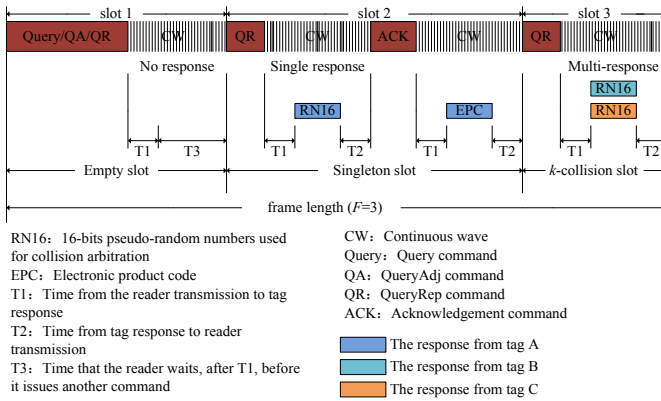 slot 1 slot 2 slot 3
Query/QA/QR CW QR CW ACK CW QR CW
No response Single response Multi-response
RN16
RN16 EPC RN16
T1 T3 T1 T2 T1 T2 T1 T2
Empty slot Singleton slot k-collision slot
frame length (F=3)
RN16：16-bits pseudo-random numbers used
for collision arbitration
EPC：Electronic product code
T1：Time from the reader transmission to tag
response
T2：Time from tag response to reader
transmission
T3：Time that the reader waits, after T1, before
it issues another command
CW：Continuous wave
Query：Query command
QA：QueryAdj command
QR：QueryRep command
ACK：Acknowledgement command
The response from tag A
The response from tag B
The response from tag C